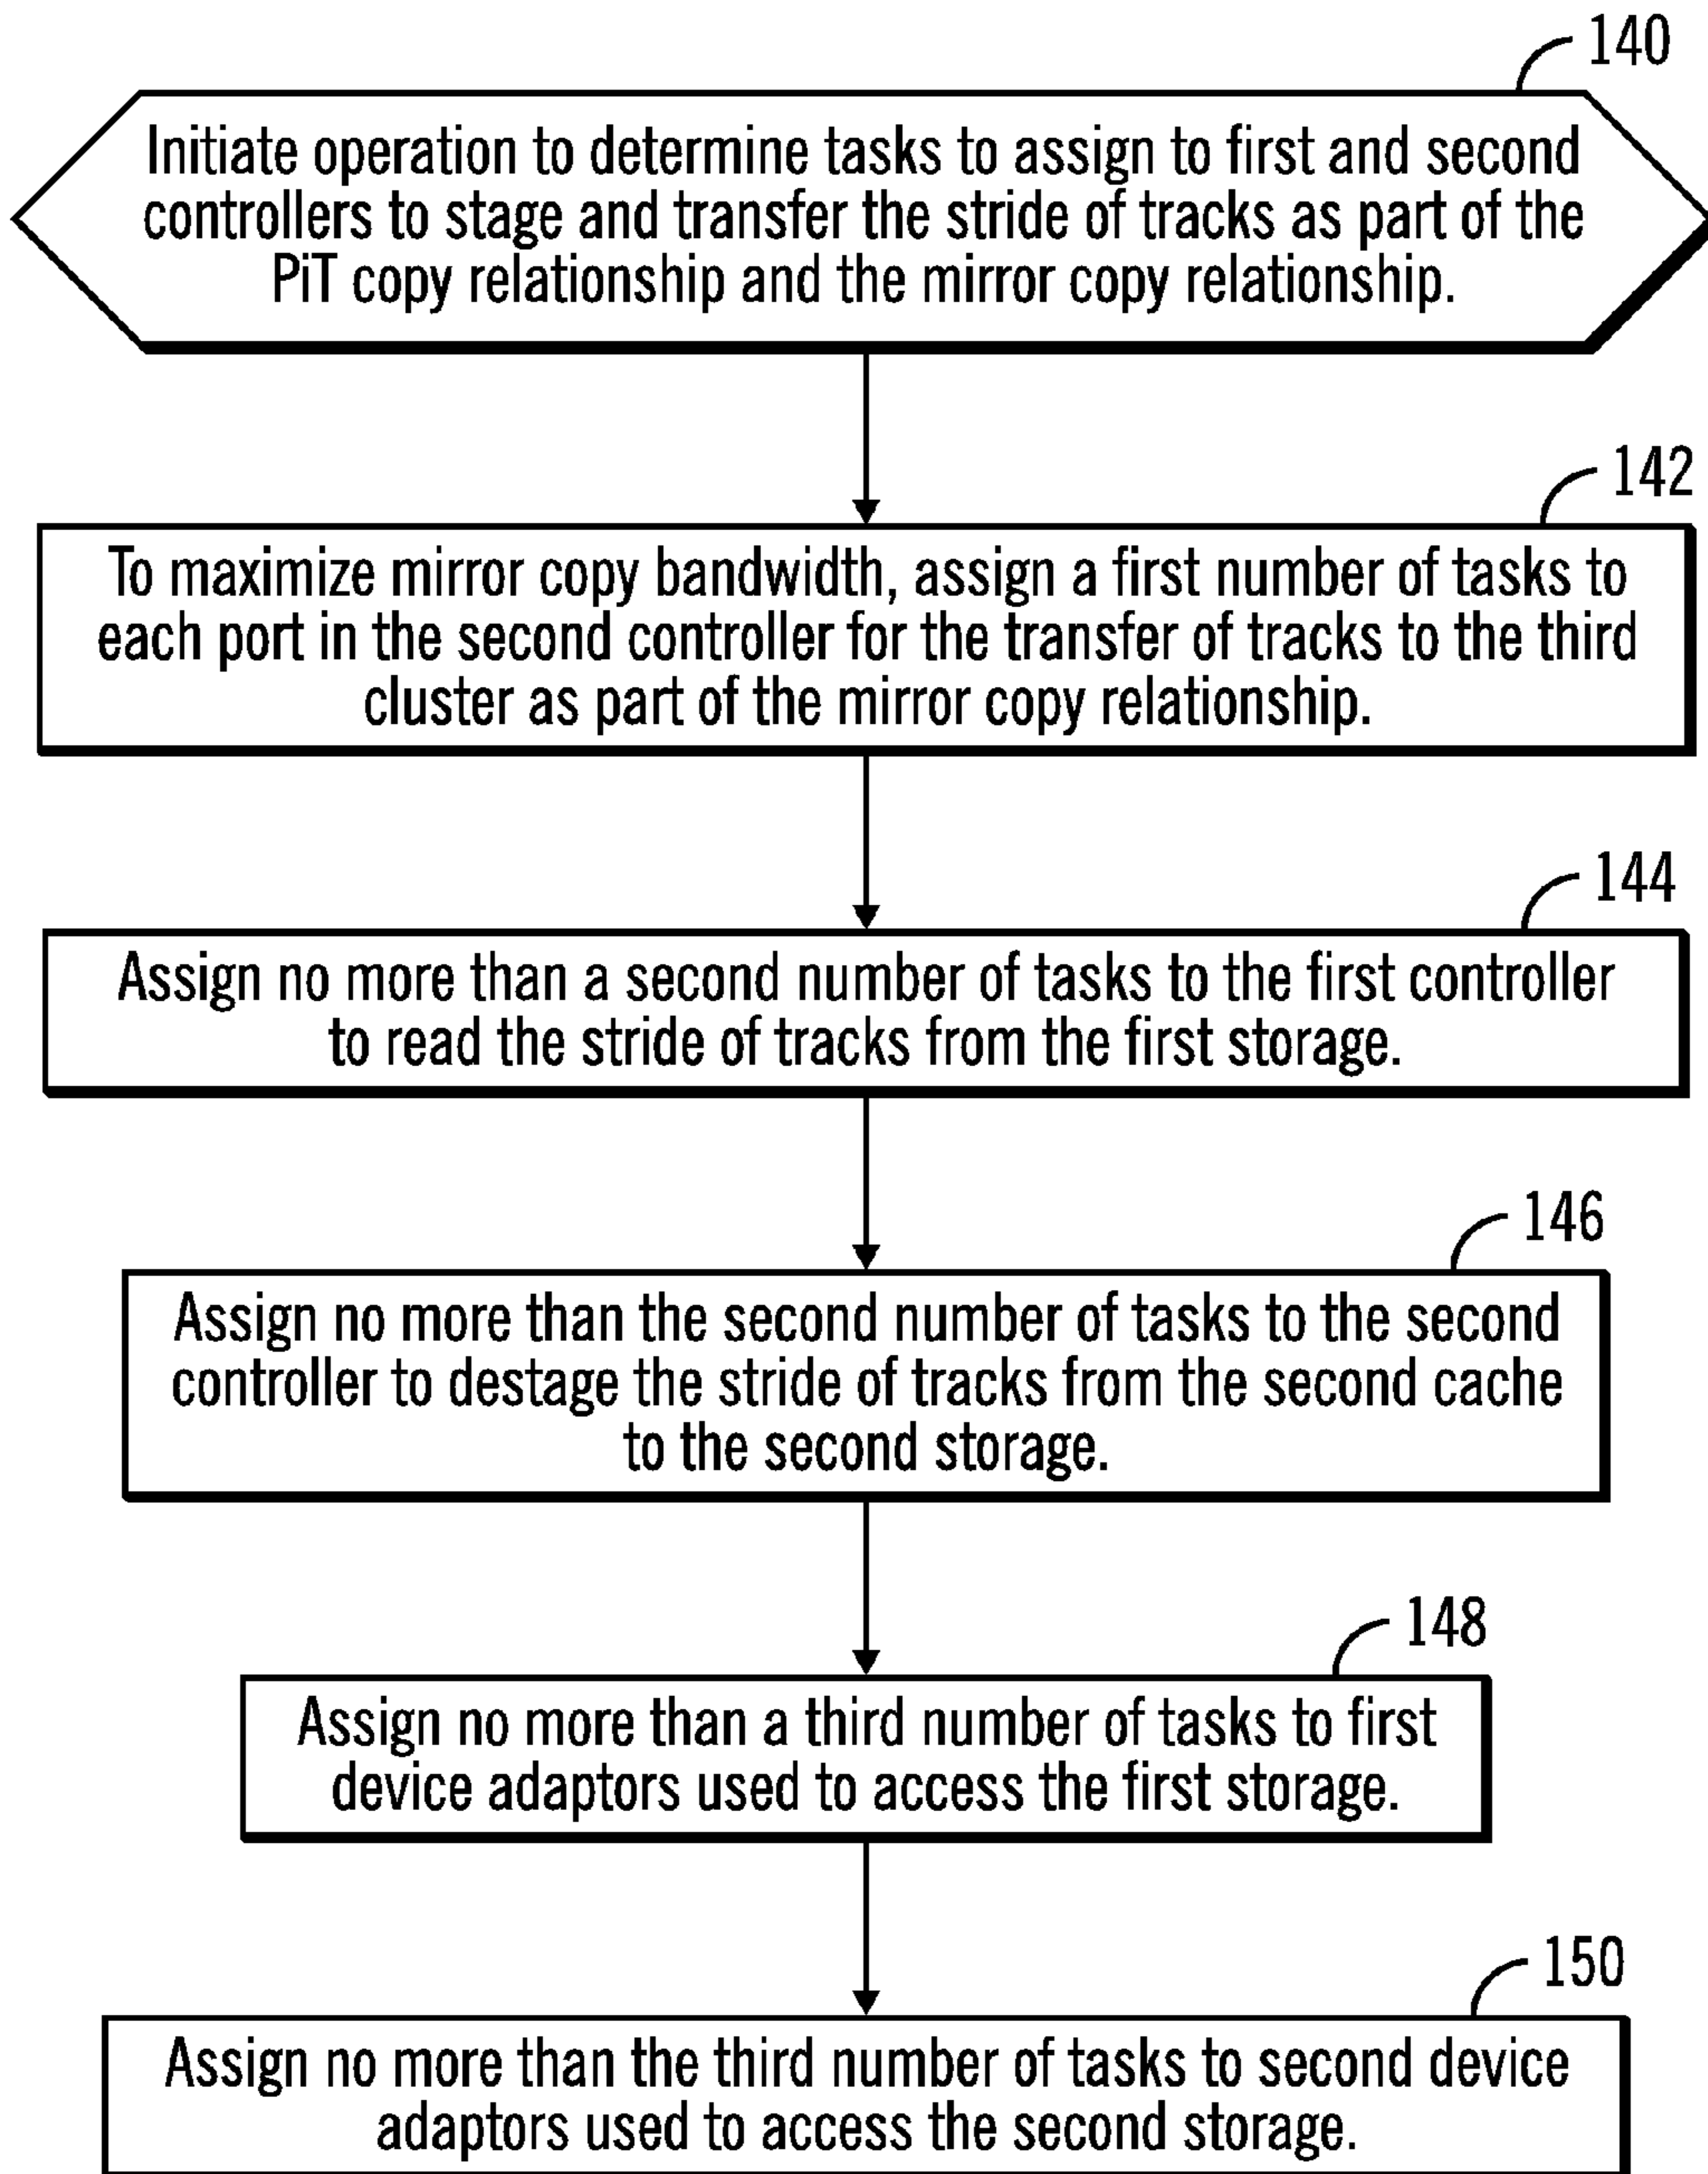 140
Initiate operation to determine tasks to assign to first and second
controllers to stage and transfer the stride of tracks as part of the
PiT copy relationship and the mirror copy relationship.
142
To maximize mirror copy bandwidth, assign a first number of tasks to
each port in the second controller for the transfer of tracks to the third
cluster as part of the mirror copy relationship.
144
Assign no more than a second number of tasks to the first controller
to read the stride of tracks from the first storage.
146
Assign no more than the second number of tasks to the second
controller to destage the stride of tracks from the second cache
to the second storage.
148
Assign no more than a third number of tasks to first
device adaptors used to access the first storage.
150
Assign no more than the third number of tasks to second device
adaptors used to access the second storage.